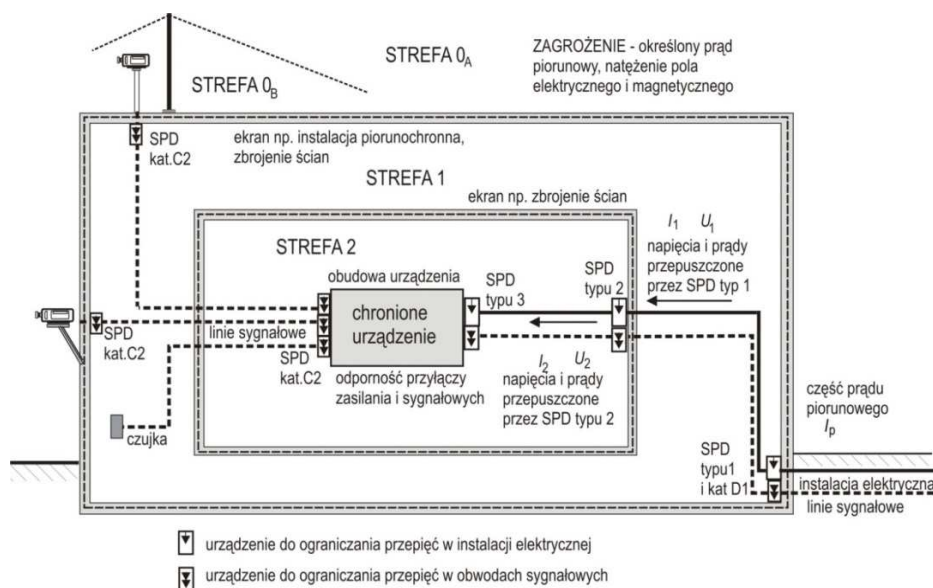 STREFA 0A
ZAGROŻENIE - określony prąd
piorunowy, natężenie pola
elektrycznego i magnetycznego
STREFA 0B
SPD
kat.C2
ekran np. instalacja piorunochronna,
zbrojenie ścian
STREFA 1
ekran np. zbrojenie ścian
STREFA 2
I1 U1
napięcia i prądy
przepuszczone
przez SPD typ 1
obudowa urządzenia
SPD
typu 3
SPD
typu 2
chronione
urządzenie
SPD
kat.C2
linie sygnałowe
SPD
kat.C2
odporność przyłączy
zasilania i sygnałowych
I2 U2
napięcia i prądy
przepuszczone
przez SPD typu 2
czujka
część prądu
piorunowego
Ip
SPD
typu1
i kat D1
instalacja elektryczna
linie sygnałowe
urządzenie do ograniczania przepięć w instalacji elektrycznej
urządzenie do ograniczania przepięć w obwodach sygnałowych